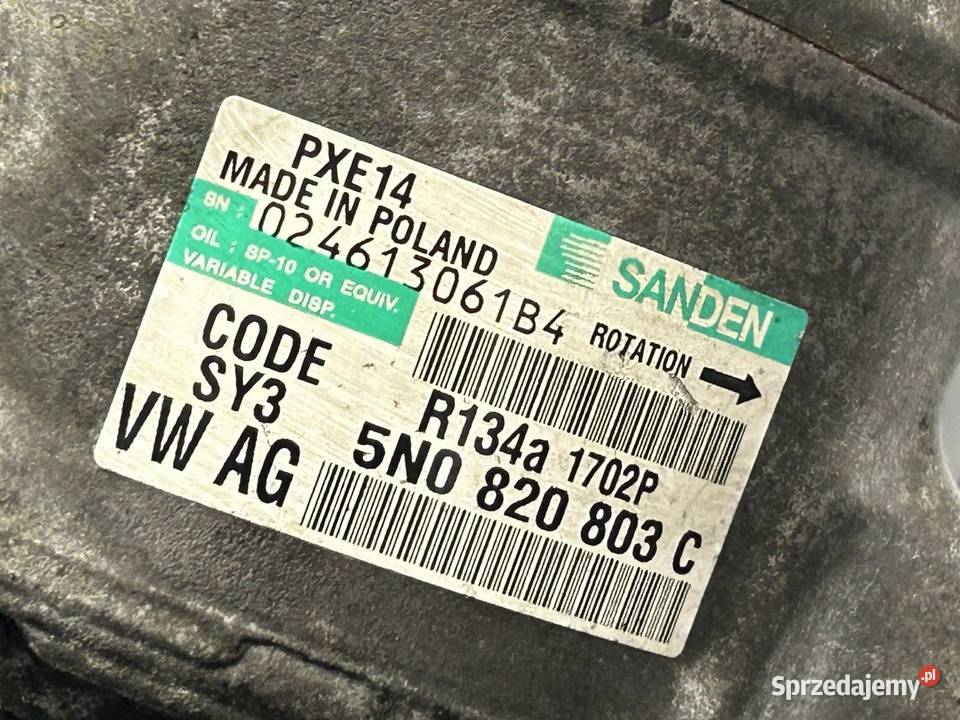 PXE14
MADE IN POLAND
SN : 024613061B4
OIL : SP-10 OR EQUIV.
VARIABLE DISP.
SANDEN
ROTATION
CODE
SY3
VW AG
R134a 1702P
5N0 820 803 C
Sprzedajemy.pl